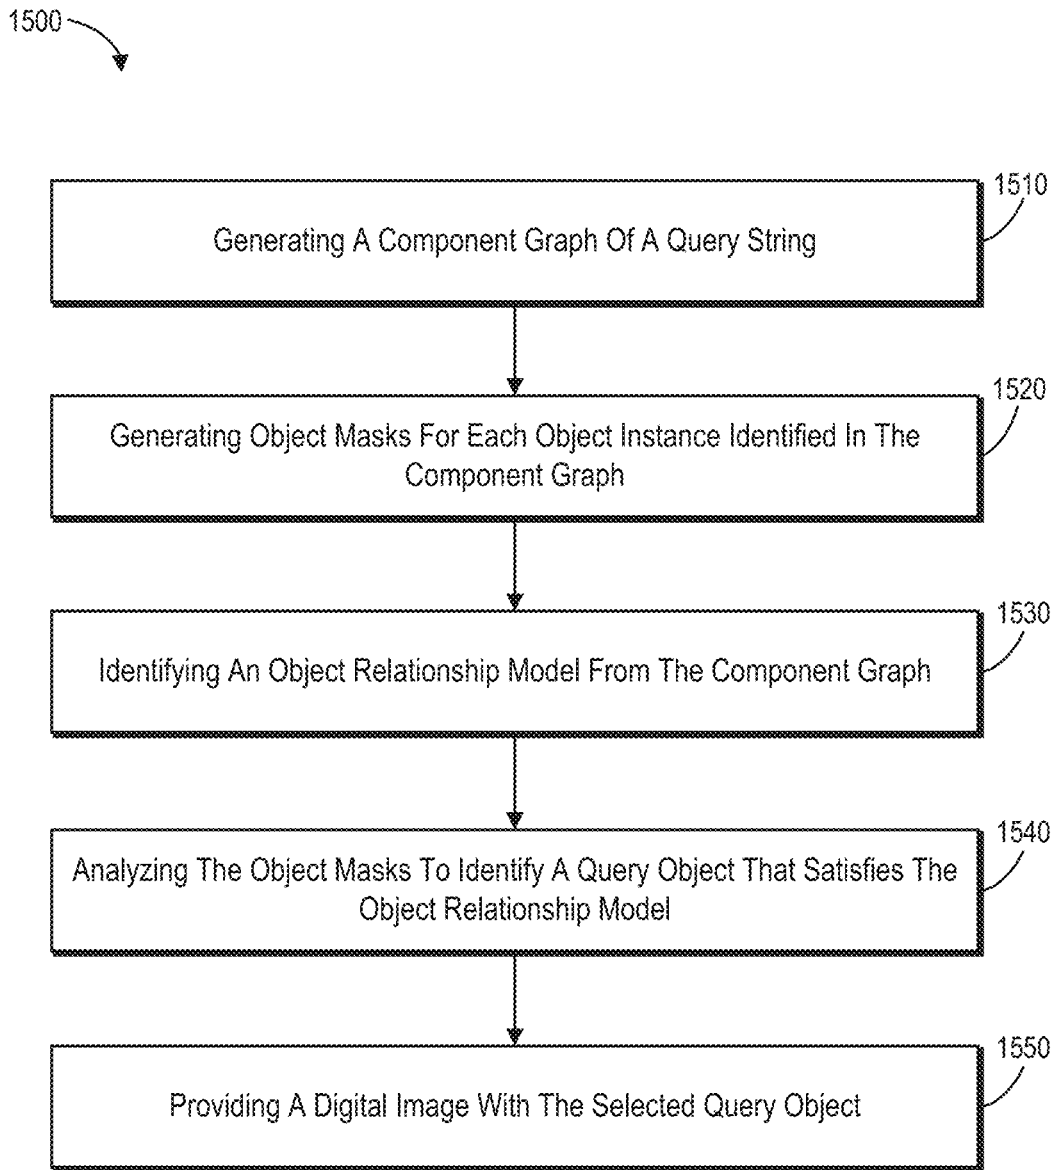 1500
1510
Generating A Component Graph Of A Query String
1520
Generating Object Masks For Each Object Instance Identified In The
Component Graph
1530
Identifying An Object Relationship Model From The Component Graph
1540
Analyzing The Object Masks To Identify A Query Object That Satisfies The
Object Relationship Model
1550
Providing A Digital Image With The Selected Query Object